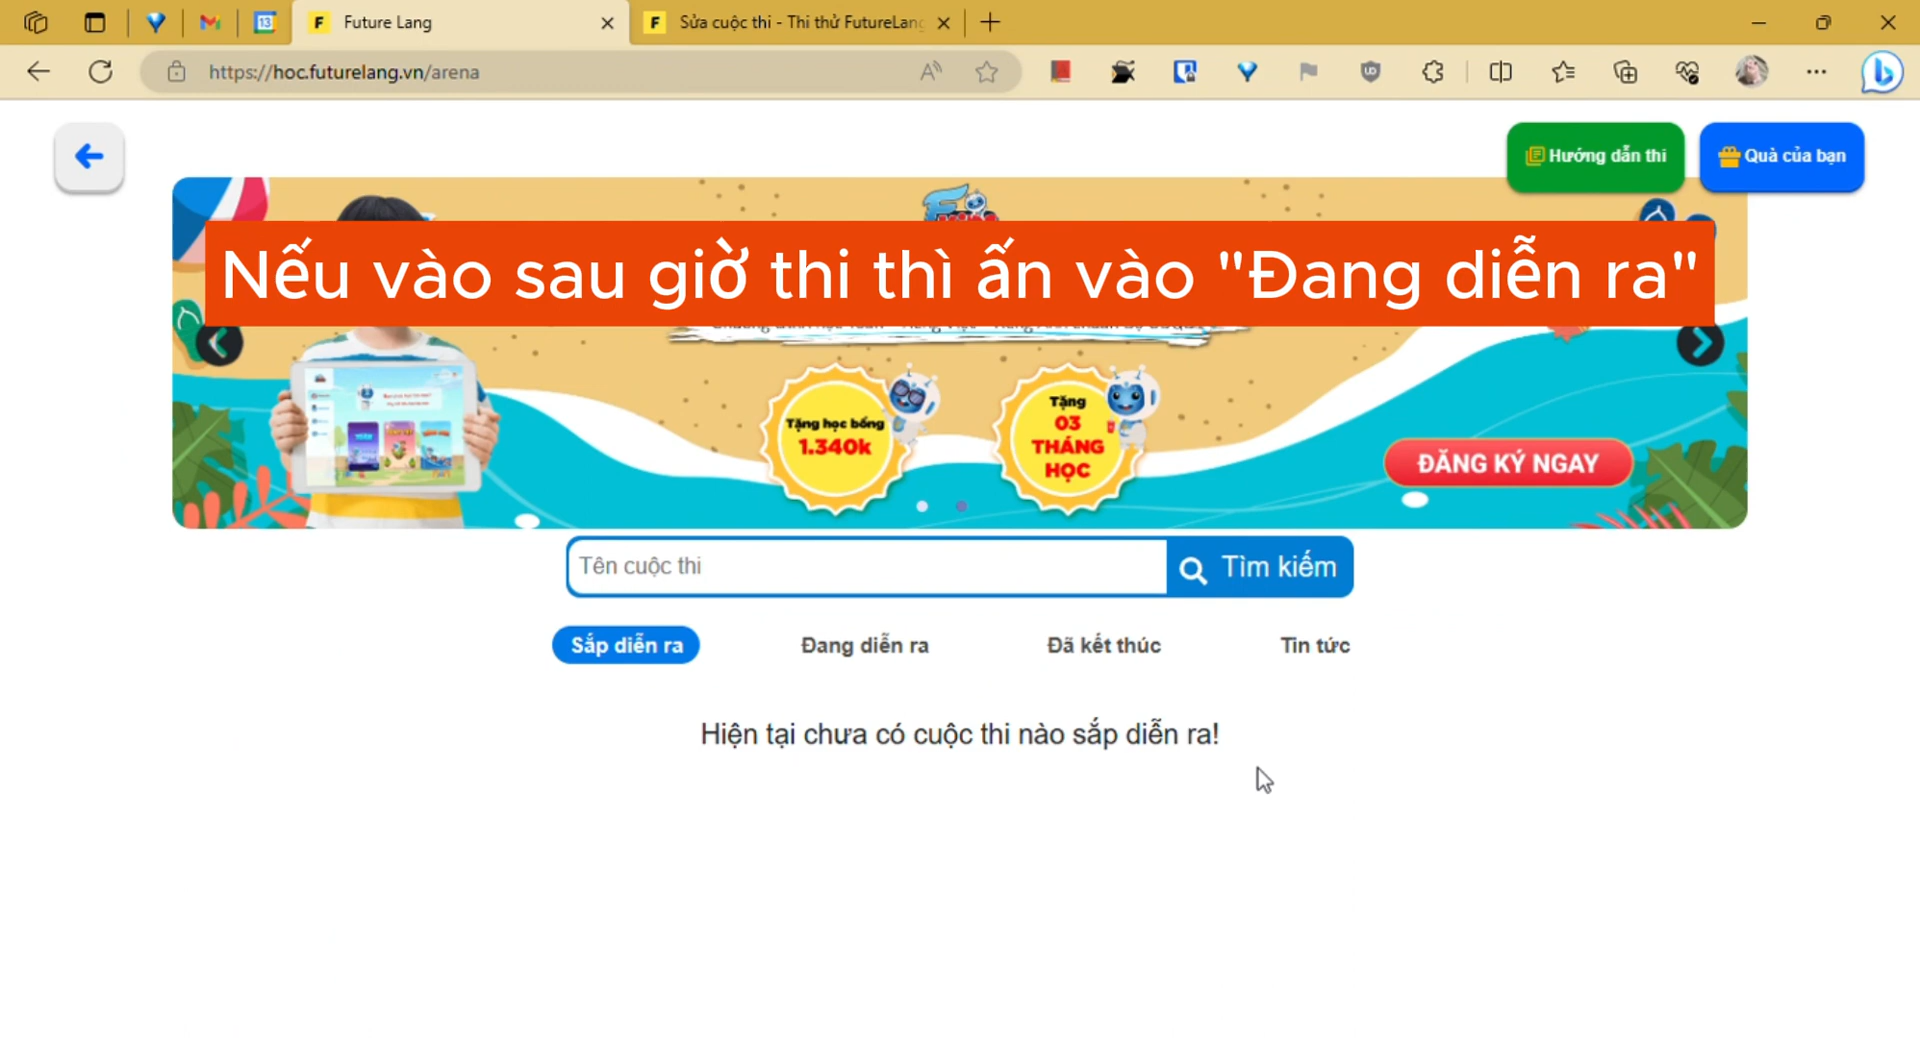 Future Lang
Sửa cuộc thi - Thi thử FutureLang
https://hoc.futurelang.vn/arena
Hướng dẫn thi
Quà của bạn
Nếu vào sau giờ thi thì ấn vào "Đang diễn ra"
Tặng học bổng
1.340k
Tặng
03
THÁNG
HỌC
ĐĂNG KÝ NGAY
Tên cuộc thi
Tìm kiếm
Sắp diễn ra
Đang diễn ra
Đã kết thúc
Tin tức
Hiện tại chưa có cuộc thi nào sắp diễn ra!